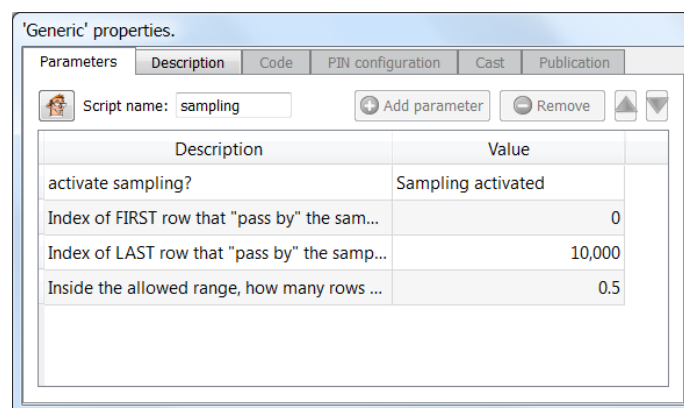 'Generic' properties.
Parameters Description Code PIN configuration Cast Publication
Script name: sampling Add parameter Remove
Description Value
activate sampling? Sampling activated
Index of FIRST row that "pass by" the sam... 0
Index of LAST row that "pass by" the samp... 10,000
Inside the allowed range, how many rows ... 0.5